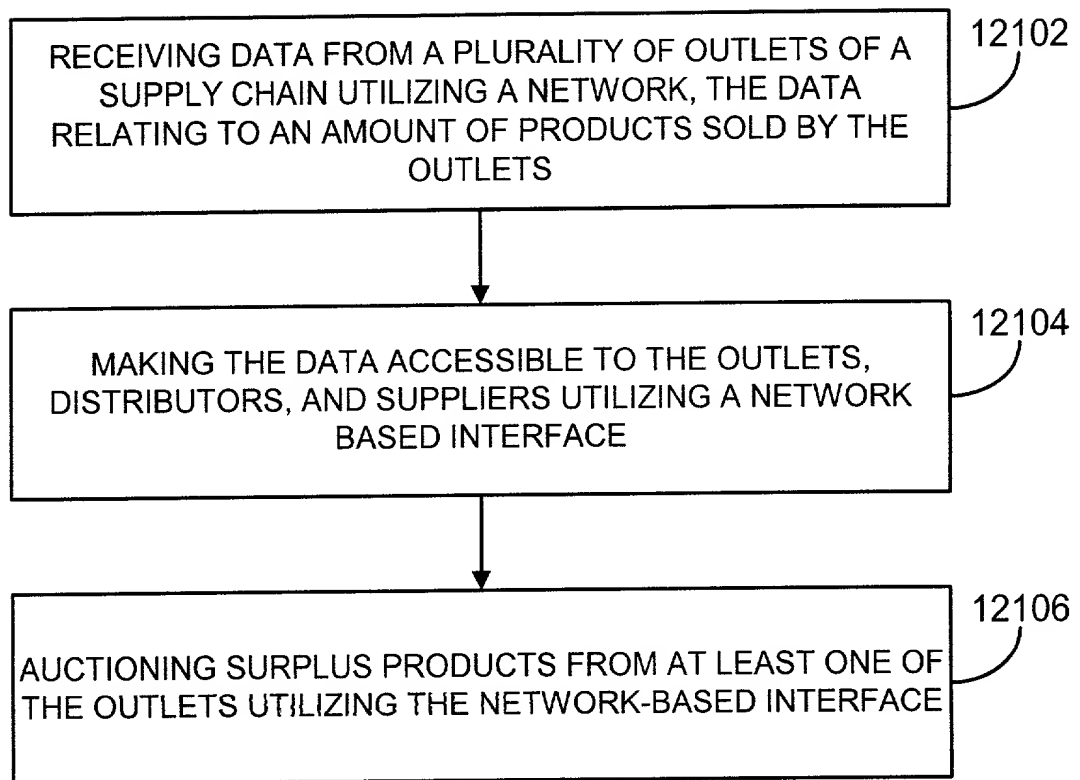 RECEIVING DATA FROM A PLURALITY OF OUTLETS OF A
SUPPLY CHAIN UTILIZING A NETWORK, THE DATA
RELATING TO AN AMOUNT OF PRODUCTS SOLD BY THE
OUTLETS
12102
MAKING THE DATA ACCESSIBLE TO THE OUTLETS,
DISTRIBUTORS, AND SUPPLIERS UTILIZING A NETWORK
BASED INTERFACE
12104
AUCTIONING SURPLUS PRODUCTS FROM AT LEAST ONE OF
THE OUTLETS UTILIZING THE NETWORK-BASED INTERFACE
12106